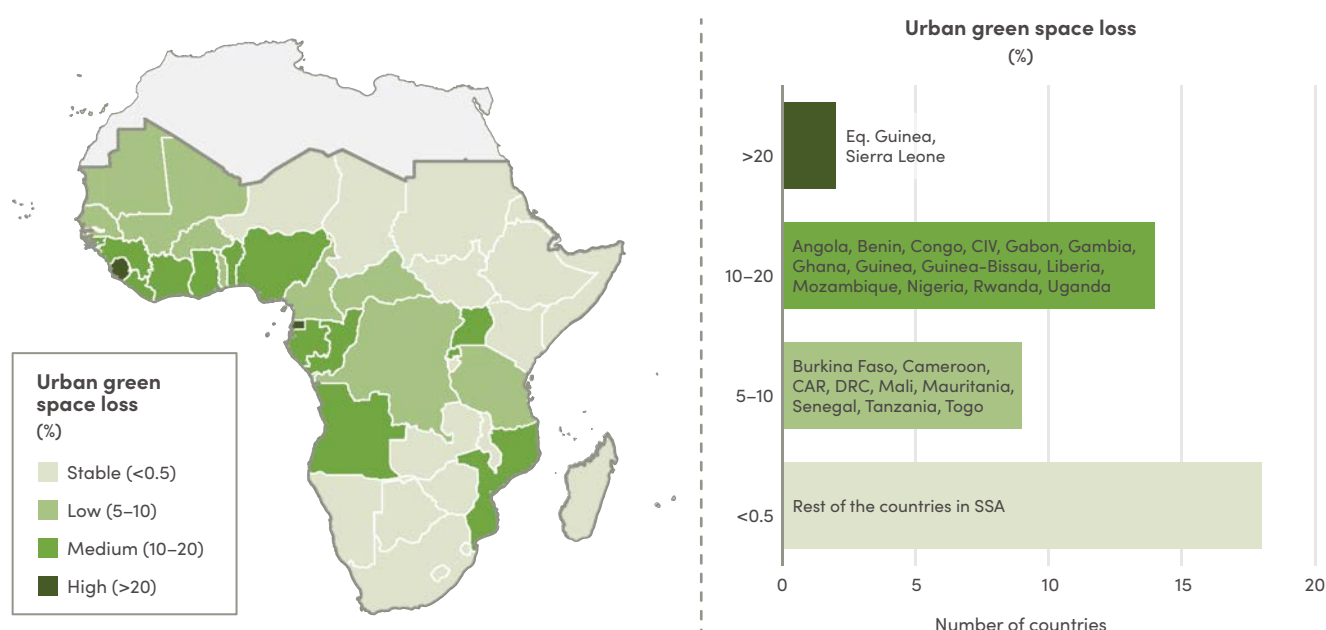 Urban green
space loss
(%)
Stable (<0.5)
Low (5–10)
Medium (10–20)
High (>20)
Urban green space loss
(%)
>20
Eq. Guinea,
Sierra Leone
10–20
Angola, Benin, Congo, CIV, Gabon, Gambia,
Ghana, Guinea, Guinea-Bissau, Liberia,
Mozambique, Nigeria, Rwanda, Uganda
5–10
Burkina Faso, Cameroon,
CAR, DRC, Mali, Mauritania,
Senegal, Tanzania, Togo
<0.5
Rest of the countries in SSA
0 5 10 15 20
Number of countries